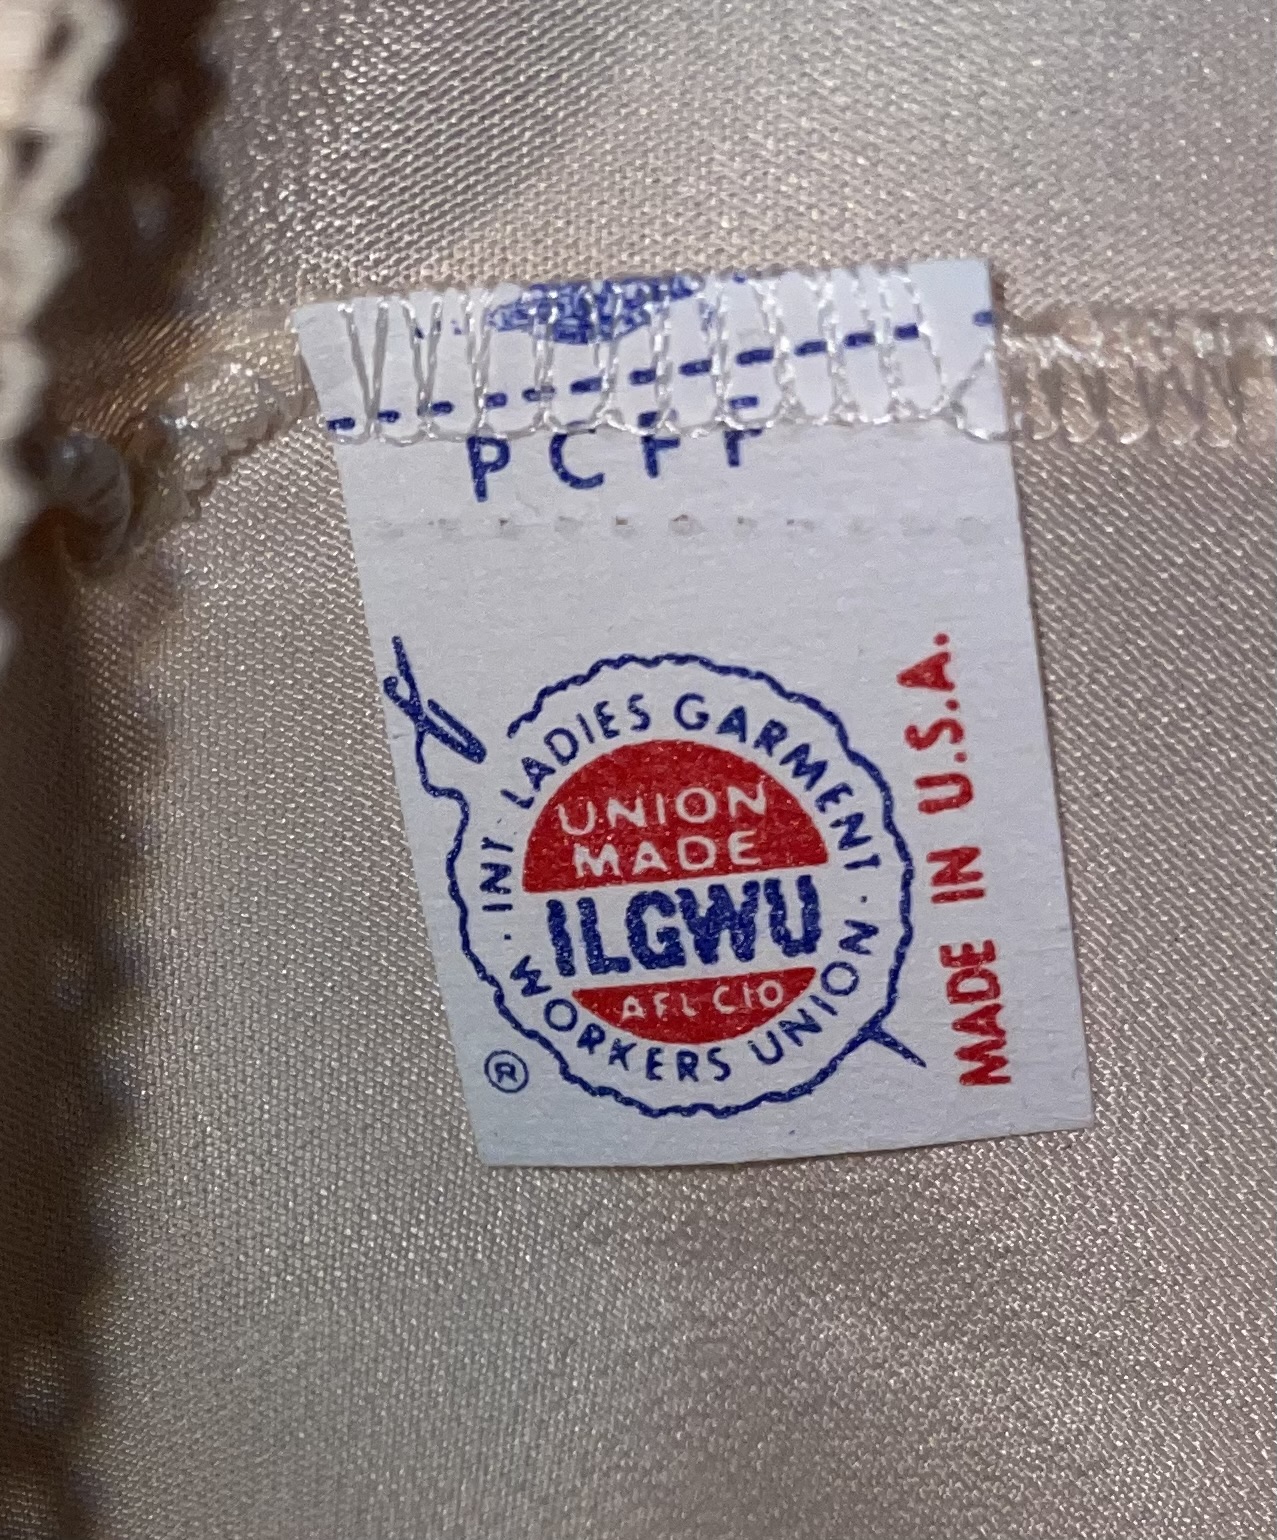 PCFF
· INT LADIES GARMENT ·
UNION
MADE
ILGWU
AFL CIO
WORKERS UNION
®
MADE IN U.S.A.